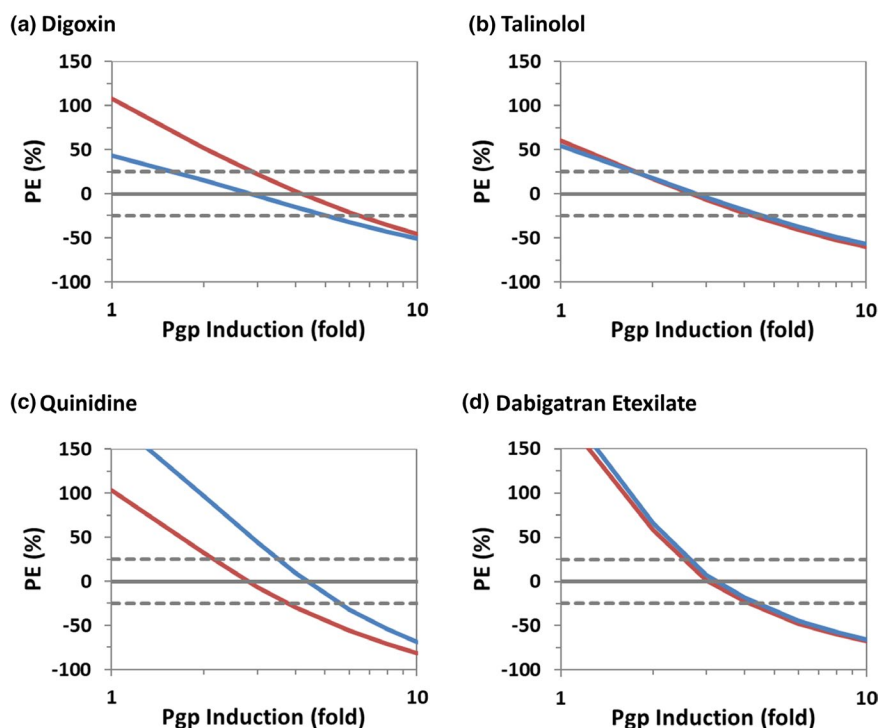 (a) Digoxin
150
100
50
0
-50
-100
PE (%)
1
10
Pgp Induction (fold)
(b) Talinolol
150
100
50
0
-50
-100
PE (%)
1
10
Pgp Induction (fold)
(c) Quinidine
150
100
50
0
-50
-100
PE (%)
1
10
Pgp Induction (fold)
(d) Dabigatran Etexilate
150
100
50
0
-50
-100
PE (%)
1
10
Pgp Induction (fold)